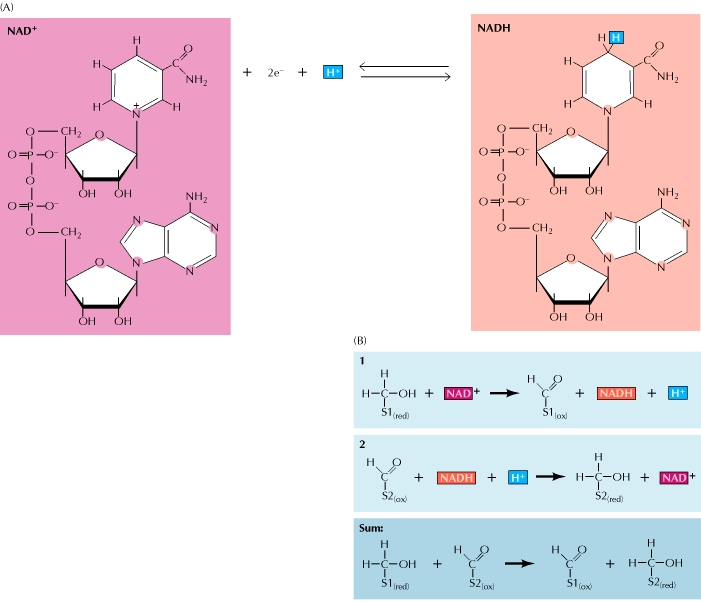 (A)
NAD+
H
H
C
O
NH2
H
H
N
+
O
CH2
O
O=P—O−
OH OH
O
O=P—O−
NH2
O
CH2
N
N
N
N
O
OH OH
+ 2e− + H+
NADH
H H
C
O
NH2
H
H
N
O
CH2
O
O=P—O−
OH OH
O
O=P—O−
NH2
O
CH2
N
N
N
N
O
OH OH
(B)
1
H
H—C—OH + NAD+ → H C O + NADH + H+
S1(red) S1(ox)
2
H C O + NADH + H+ → H H—C—OH + NAD+
S2(ox) S2(red)
Sum:
H
H—C—OH + H C O → H C O + H H—C—OH
S1(red) S2(ox) S1(ox) S2(red)